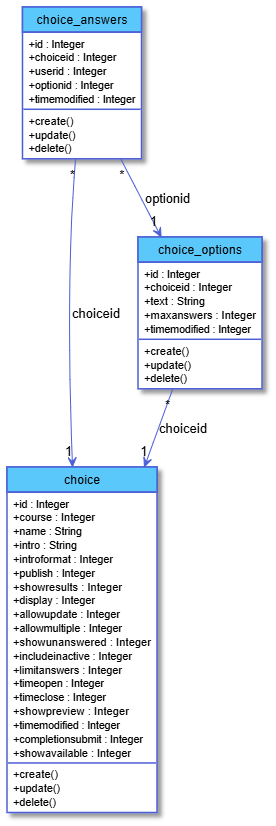 choice_answers
+id : Integer
+choiceid : Integer
+userid : Integer
+optionid : Integer
+timemodified : Integer
+create()
+update()
+delete()
*
*
optionid
1
choice_options
+id : Integer
+choiceid : Integer
+text : String
+maxanswers : Integer
+timemodified : Integer
+create()
+update()
+delete()
choiceid
*
choiceid
1
1
choice
+id : Integer
+course : Integer
+name : String
+intro : String
+introformat : Integer
+publish : Integer
+showresults : Integer
+display : Integer
+allowupdate : Integer
+allowmultiple : Integer
+showunanswered : Integer
+includeinactive : Integer
+limitanswers : Integer
+timeopen : Integer
+timeclose : Integer
+showpreview : Integer
+timemodified : Integer
+completionsubmit : Integer
+showavailable : Integer
+create()
+update()
+delete()